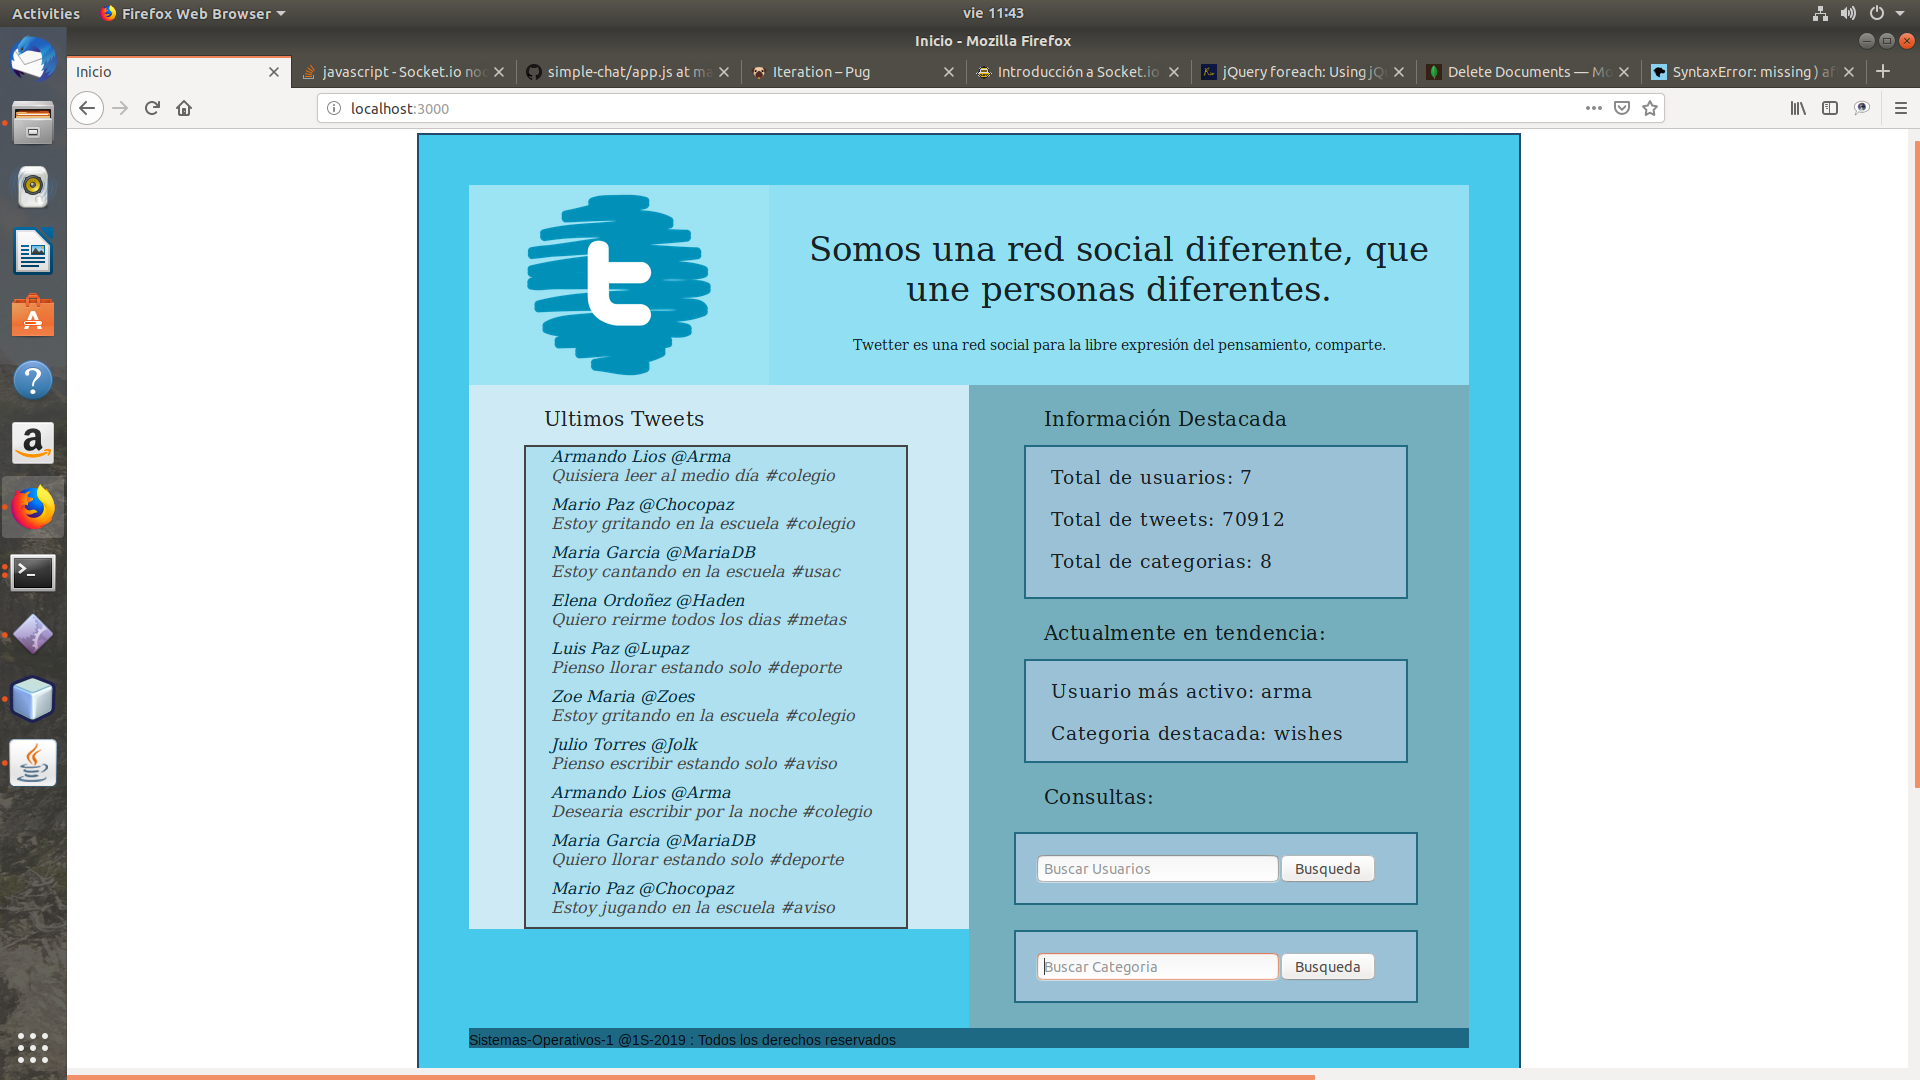 Activities
Firefox Web Browser
vie 11:43
Inicio - Mozilla Firefox
Inicio
javascript - Socket.io no
simple-chat/app.js at ma
Iteration – Pug
Introducción a Socket.io
jQuery foreach: Using jQ
Delete Documents — Mo
SyntaxError: missing ) af
localhost:3000
t
Somos una red social diferente, que
une personas diferentes.
Twetter es una red social para la libre expresión del pensamiento, comparte.
Ultimos Tweets
Armando Lios @Arma
Quisiera leer al medio día #colegio
Mario Paz @Chocopaz
Estoy gritando en la escuela #colegio
Maria Garcia @MariaDB
Estoy cantando en la escuela #usac
Elena Ordoñez @Haden
Quiero reirme todos los dias #metas
Luis Paz @Lupaz
Pienso llorar estando solo #deporte
Zoe Maria @Zoes
Estoy gritando en la escuela #colegio
Julio Torres @Jolk
Pienso escribir estando solo #aviso
Armando Lios @Arma
Desearia escribir por la noche #colegio
Maria Garcia @MariaDB
Quiero llorar estando solo #deporte
Mario Paz @Chocopaz
Estoy jugando en la escuela #aviso
Información Destacada
Total de usuarios: 7
Total de tweets: 70912
Total de categorias: 8
Actualmente en tendencia:
Usuario más activo: arma
Categoria destacada: wishes
Consultas:
Buscar Usuarios
Busqueda
Buscar Categoria
Busqueda
Sistemas-Operativos-1 @1S-2019 : Todos los derechos reservados